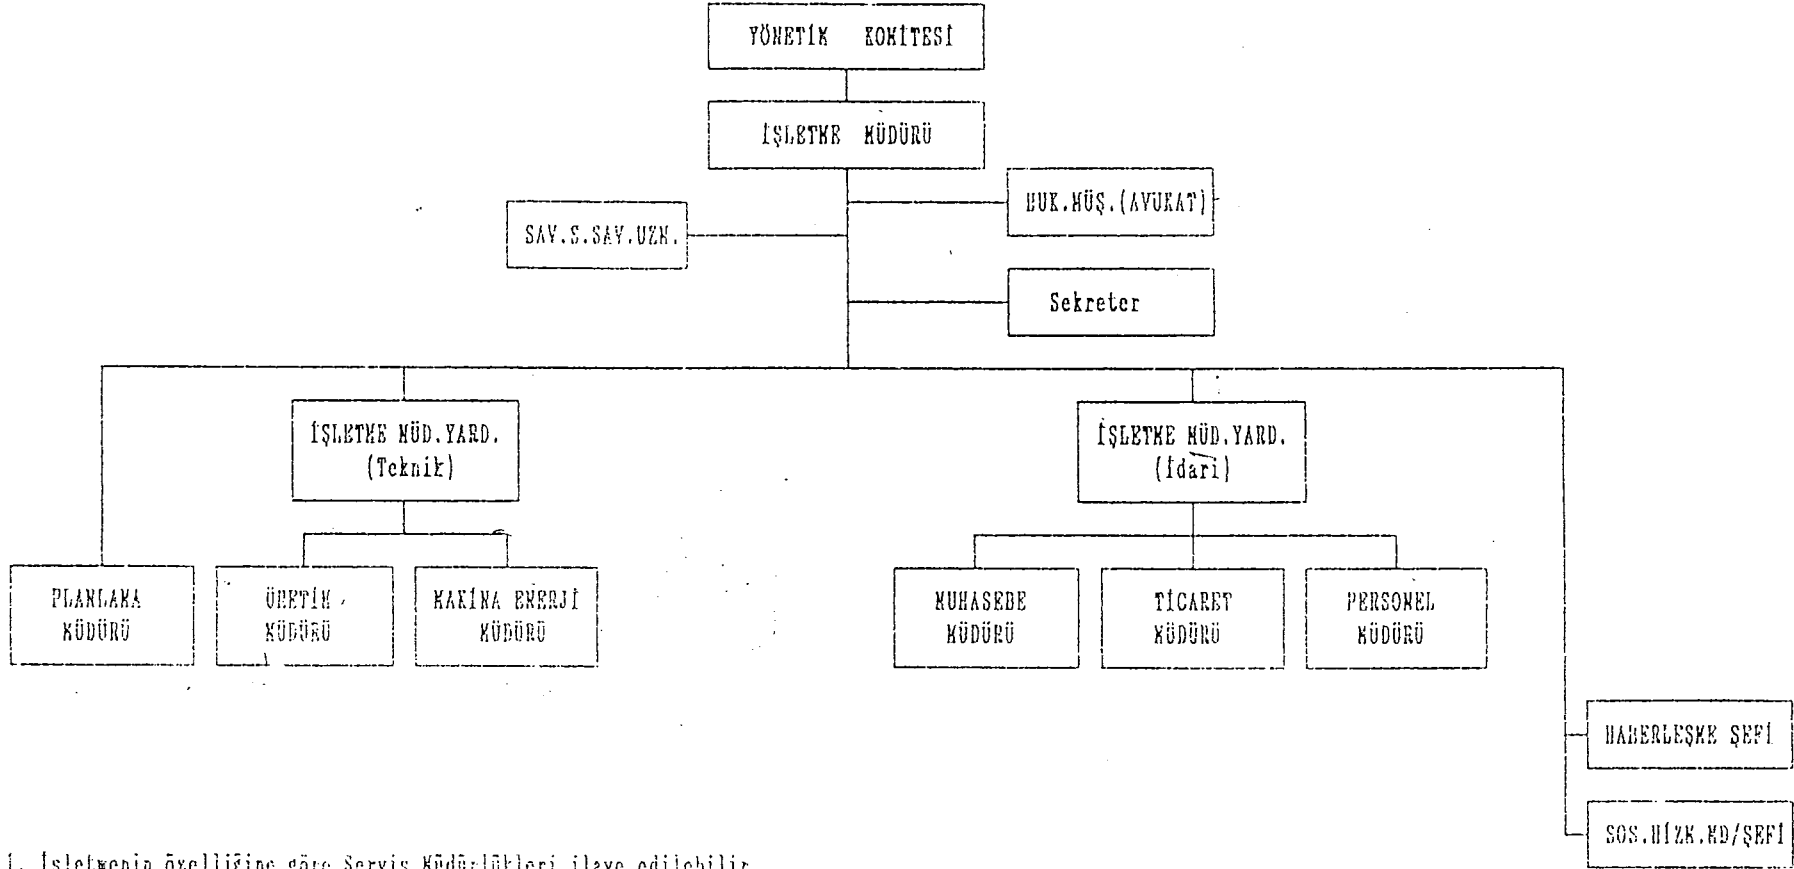 YÖNETİM KOMİTESİ
İŞLETME MÜDÜRÜ
HUK.MÜŞ.(AVUKAT)
SAV.S.SAV.UZM.
Sekreter
İŞLETME MÜD.YARD.
(Teknik)
İŞLETME MÜD.YARD.
(İdari)
PLANLAMA
MÜDÜRÜ
ÜRETİM
MÜDÜRÜ
MAKİNA ENERJİ
MÜDÜRÜ
MUHASEBE
MÜDÜRÜ
TİCARET
MÜDÜRÜ
PERSONEL
MÜDÜRÜ
HABERLEŞME ŞEFİ
SOS.HİZM.MD/ŞEFİ
1. İşletmenin özelliğine göre Servis Müdürlükleri ilave edilebilir